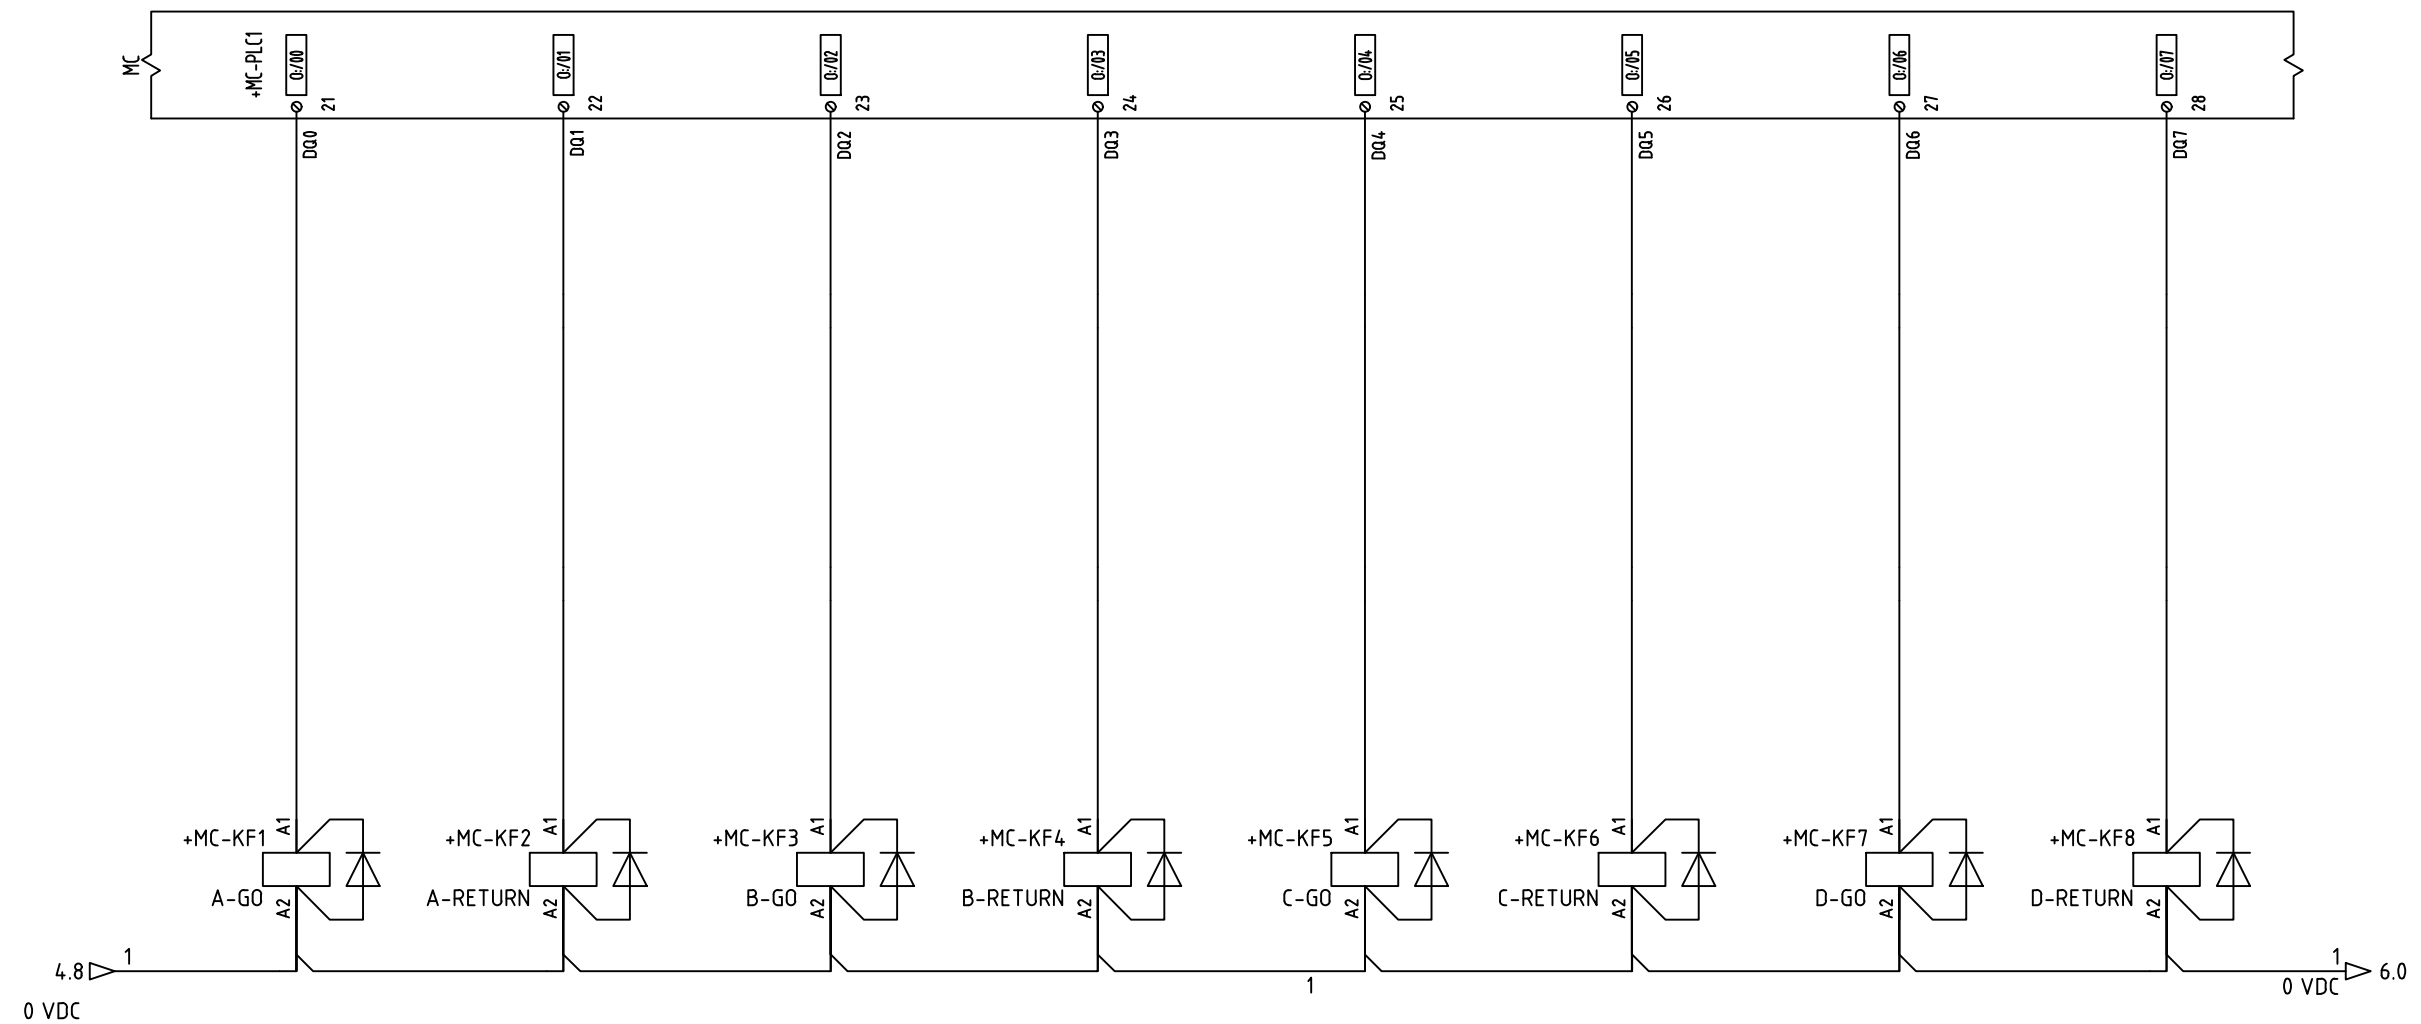 MC
+MC-PLC1
O:/00
O:/01
O:/02
O:/03
O:/04
O:/05
O:/06
O:/07
21
22
23
24
25
26
27
28
DQ0
DQ1
DQ2
DQ3
DQ4
DQ5
DQ6
DQ7
A1
A1
A1
A1
A1
A1
A1
A1
+MC-KF1
+MC-KF2
+MC-KF3
+MC-KF4
+MC-KF5
+MC-KF6
+MC-KF7
+MC-KF8
A-GO
A-RETURN
B-GO
B-RETURN
C-GO
C-RETURN
D-GO
D-RETURN
A2
A2
A2
A2
A2
A2
A2
A2
1
1
4.8
6.0
1
0 VDC
0 VDC